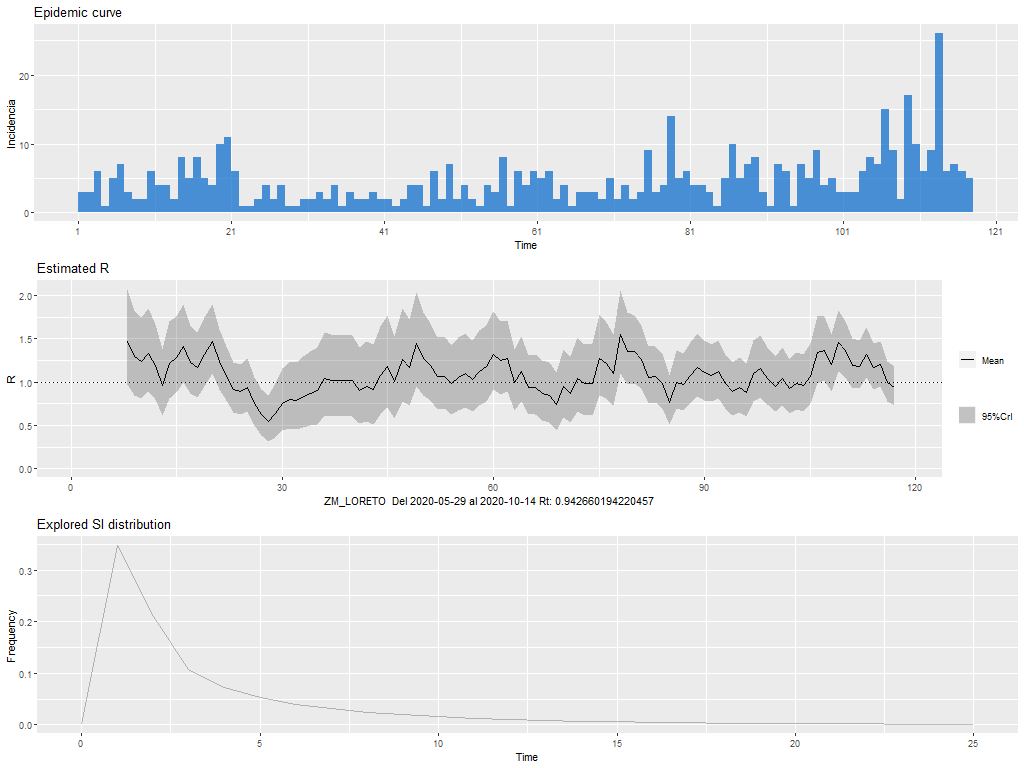 Epidemic curve
Incidencia
20
10
0
1 21 41 61 81 101 121
Time
Estimated R
R
2.0
1.5
1.0
0.5
0.0
0 30 60 90 120
ZM_LORETO Del 2020-05-29 al 2020-10-14 Rt: 0.942660194220457
Mean
95%CrI
Explored SI distribution
Frequency
0.3
0.2
0.1
0.0
0 5 10 15 20 25
Time